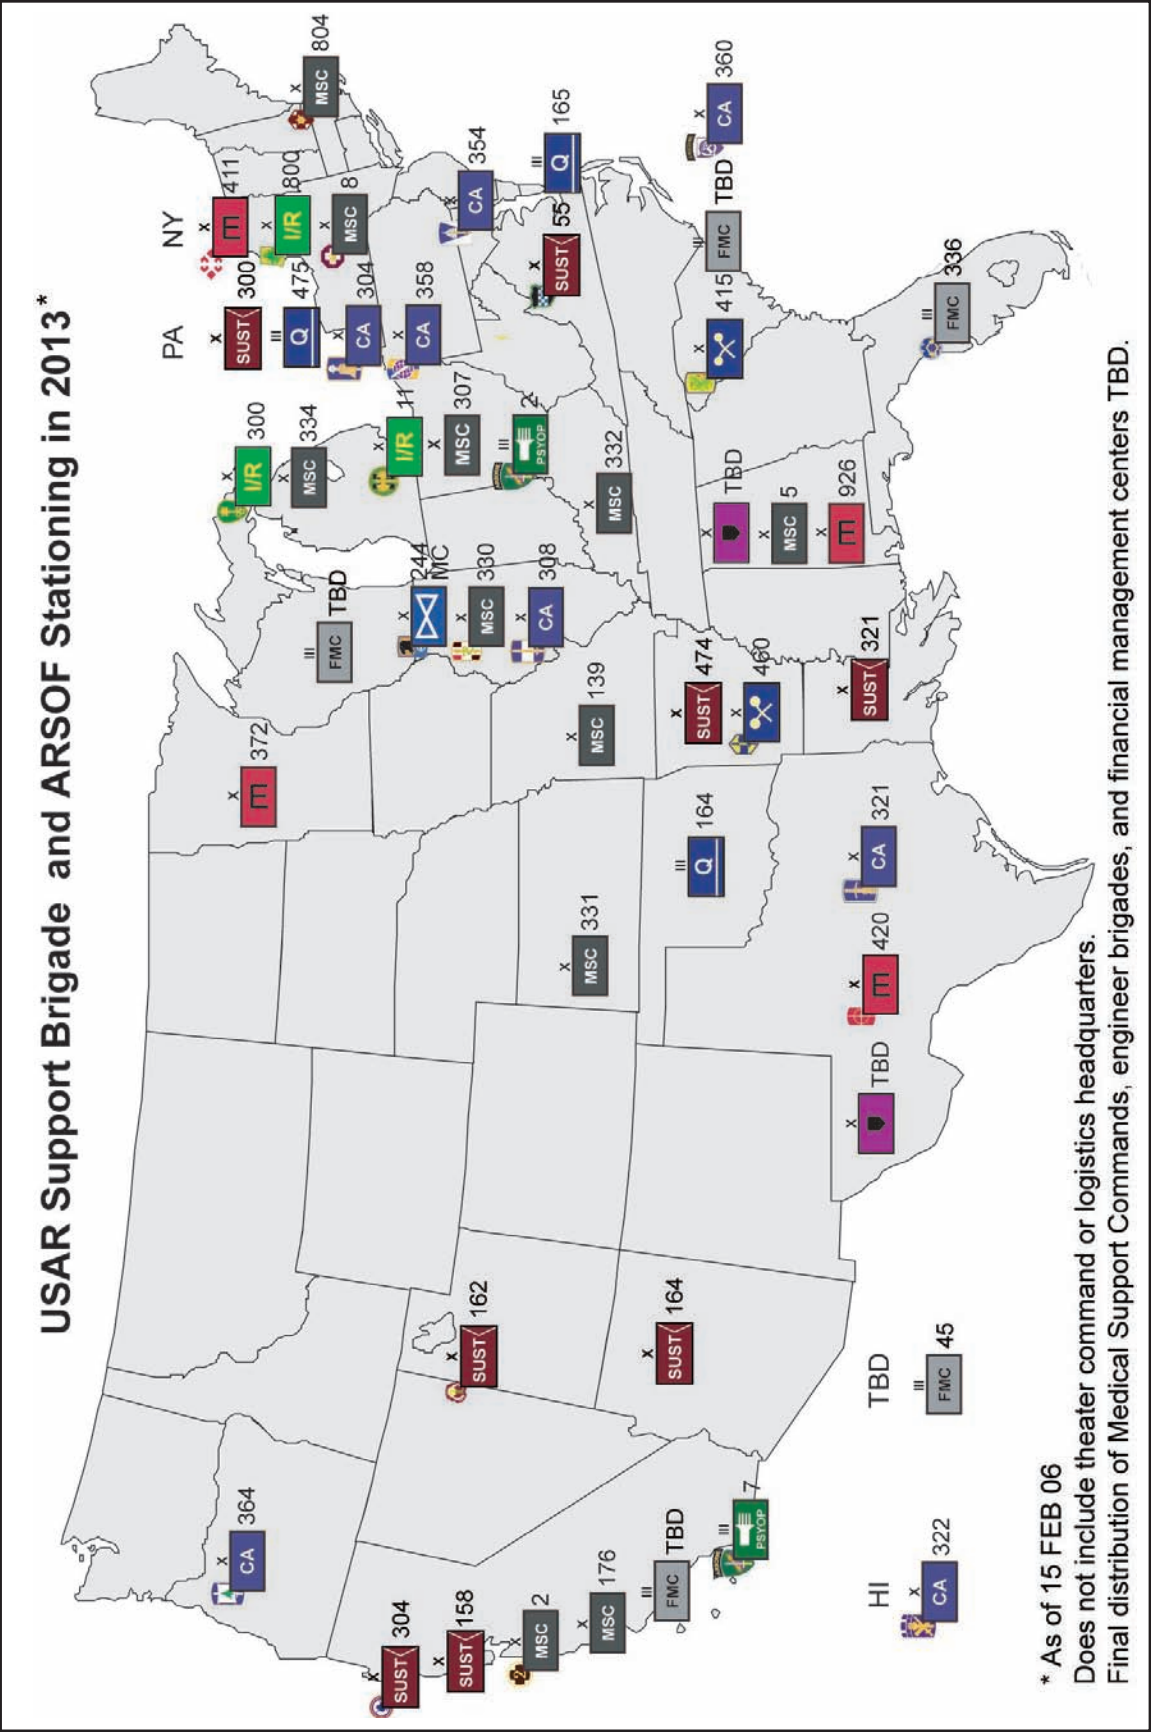 USAR Support Brigade and ARSOF Stationing in 2013*
NY
411
I/R
800
MSC
8
PA
SUST
300
Q
475
CA
304
CA
358
MSC
804
CA
354
Q
165
SUST
55
CA
360
TBD
FMC
415
336
FMC
I/R
300
MSC
334
I/R
11
MSC
307
PSYOP
2
MSC
332
TBD
MSC
5
E
926
TBD
FMC
244
MC
MSC
330
CA
308
E
372
MSC
139
SUST
474
460
SUST
321
Q
164
MSC
331
CA
321
E
420
TBD
SUST
162
SUST
164
CA
364
SUST
304
SUST
158
MSC
2
MSC
176
TBD
FMC
PSYOP
7
HI
CA
322
TBD
FMC
45
* As of 15 FEB 06
Does not include theater command or logistics headquarters.
Final distribution of Medical Support Commands, engineer brigades, and financial management centers TBD.